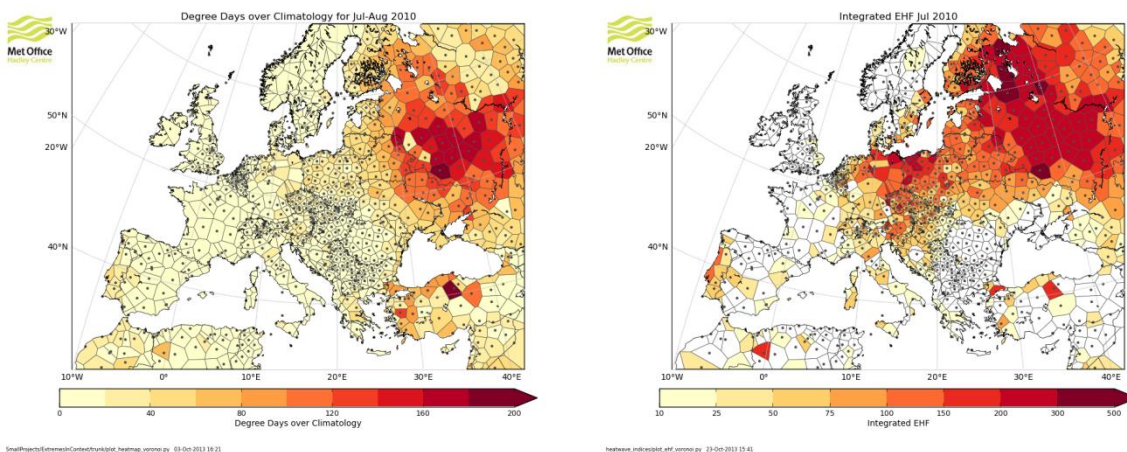 Met Office
Hadley Centre
Degree Days over Climatology for Jul-Aug 2010
30°W
50°N
20°W
40°N
10°W
0°
10°E
20°E
30°E
40°E
0
40
80
120
160
200
Degree Days over Climatology
SmallProjects/ExtremesInContext/trunk/plot_heatmap_voronoi.py 03-Oct-2013 16:21
Met Office
Hadley Centre
Integrated EHF Jul 2010
30°W
50°N
20°W
40°N
10°W
0°
10°E
20°E
30°E
40°E
10
25
50
75
100
150
200
300
500
Integrated EHF
heatwave_indices/plot_ehf_voronoi.py 23-Oct-2013 15:41